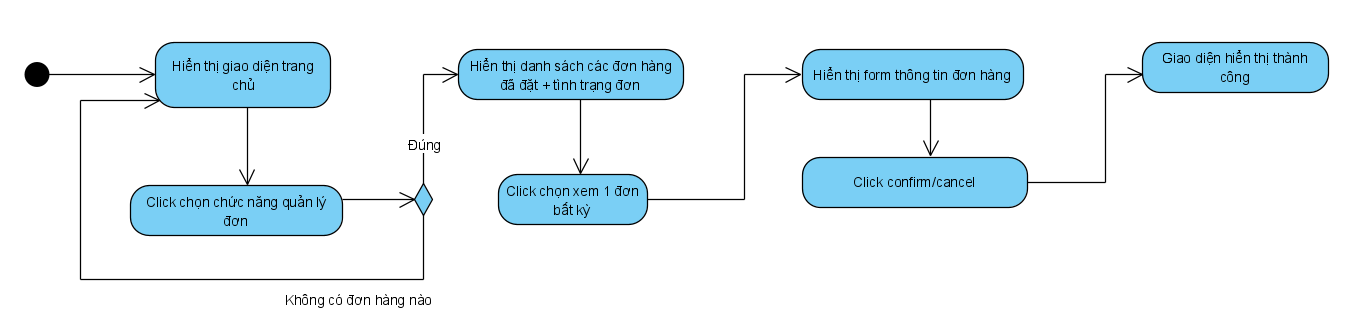 Hiển thị giao diện trang
chủ
Click chọn chức năng quản lý
đơn
Đúng
Không có đơn hàng nào
Hiển thị danh sách các đơn hàng
đã đặt + tình trạng đơn
Click chọn xem 1 đơn
bất kỳ
Hiển thị form thông tin đơn hàng
Click confirm/cancel
Giao diện hiển thị thành
công